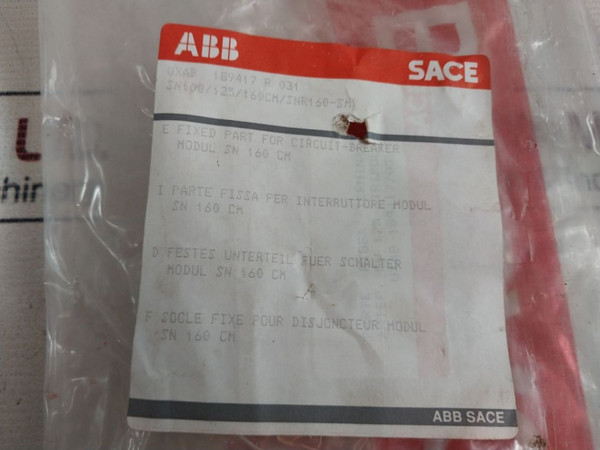 ABB
SACE
UXAB 189417 R 031
SN100/125/160CM/SNR160-SM
E FIXED PART FOR CIRCUIT-BREAKER
MODUL SN 160 CM
I PARTE FISSA PER INTERRUTTORE MODUL
SN 160 CM
D FESTES UNTERTEIL FUER SCHALTER
MODUL SN 160 CM
F SOCLE FIXE POUR DISJONCTEUR MODUL
SN 160 CM
ABB SACE